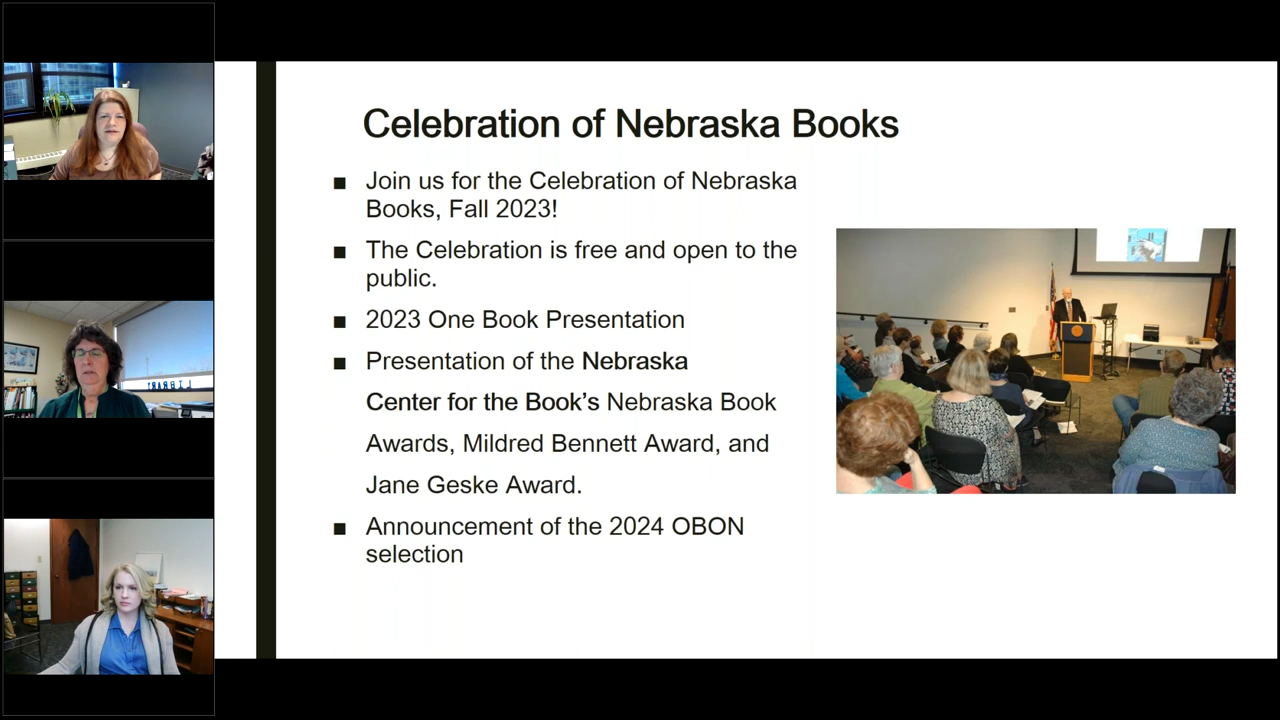 Celebration of Nebraska Books
■ Join us for the Celebration of Nebraska
Books, Fall 2023!
■ The Celebration is free and open to the
public.
■ 2023 One Book Presentation
■ Presentation of the Nebraska
Center for the Book’s Nebraska Book
Awards, Mildred Bennett Award, and
Jane Geske Award.
■ Announcement of the 2024 OBON
selection
LIBRARY